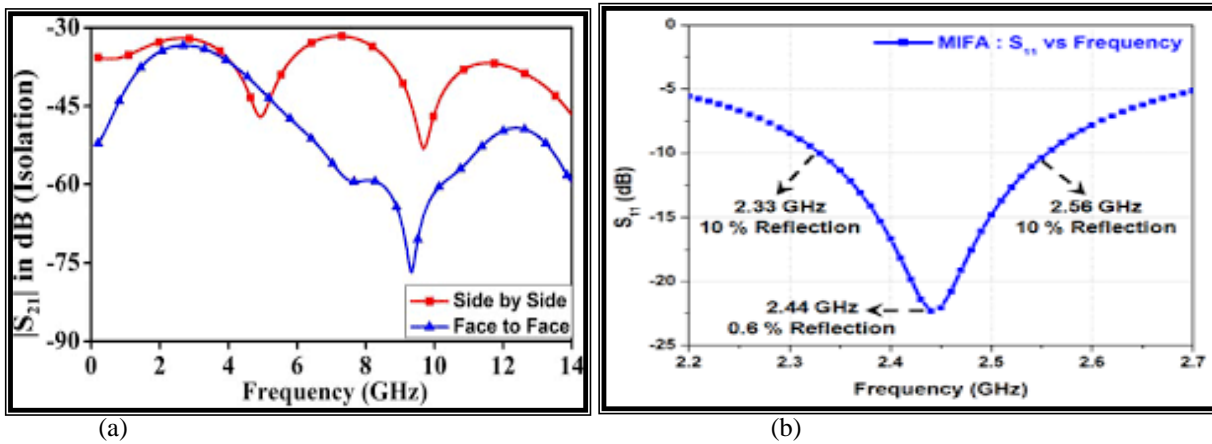 -30
-45
-60
-75
-90
|S21| in dB (Isolation)
Side by Side
Face to Face
0 2 4 6 8 10 12 14
Frequency (GHz)
(a)
0
-5
-10
-15
-20
-25
S11 (dB)
MIFA : S11 vs Frequency
2.33 GHz
10 % Reflection
2.56 GHz
10 % Reflection
2.44 GHz
0.6 % Reflection
2.2 2.3 2.4 2.5 2.6 2.7
Frequency (GHz)
(b)